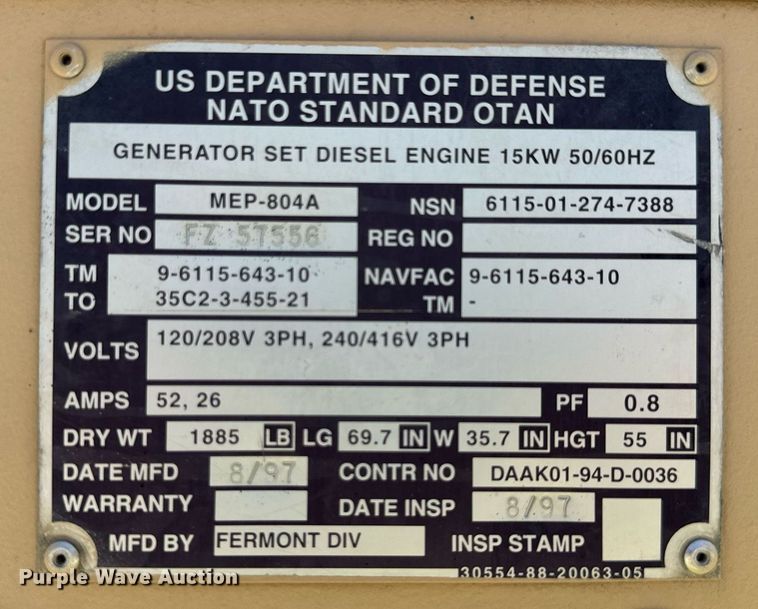 US DEPARTMENT OF DEFENSE
NATO STANDARD OTAN
GENERATOR SET DIESEL ENGINE 15KW 50/60HZ
MODEL MEP-804A NSN 6115-01-274-7388
SER NO FZ 57556 REG NO
TM 9-6115-643-10 NAVFAC 9-6115-643-10
TO 35C2-3-455-21 TM -
VOLTS 120/208V 3PH, 240/416V 3PH
AMPS 52, 26 PF 0.8
DRY WT 1885 LB LG 69.7 IN W 35.7 IN HGT 55 IN
DATE MFD 8/97 CONTR NO DAAK01-94-D-0036
WARRANTY DATE INSP 8/97
MFD BY FERMONT DIV INSP STAMP
30554-88-20063-05
Purple Wave Auction